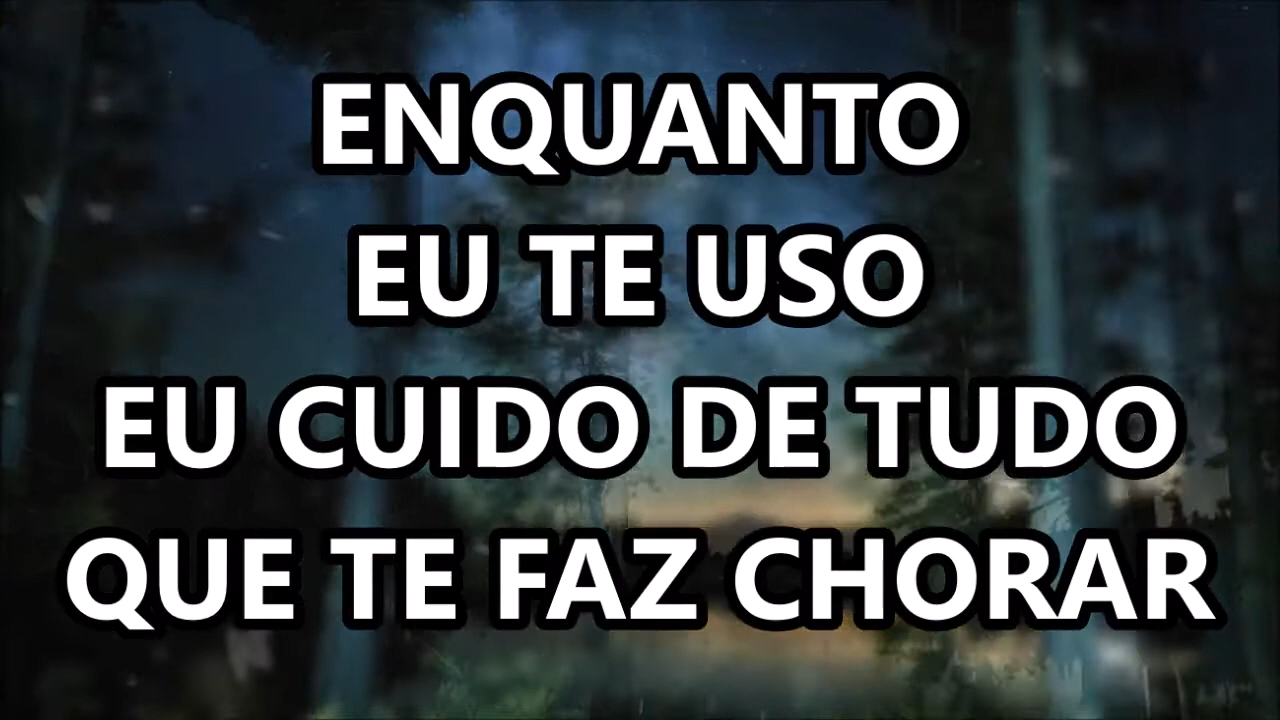 ENQUANTO
EU TE USO
EU CUIDO DE TUDO
QUE TE FAZ CHORAR